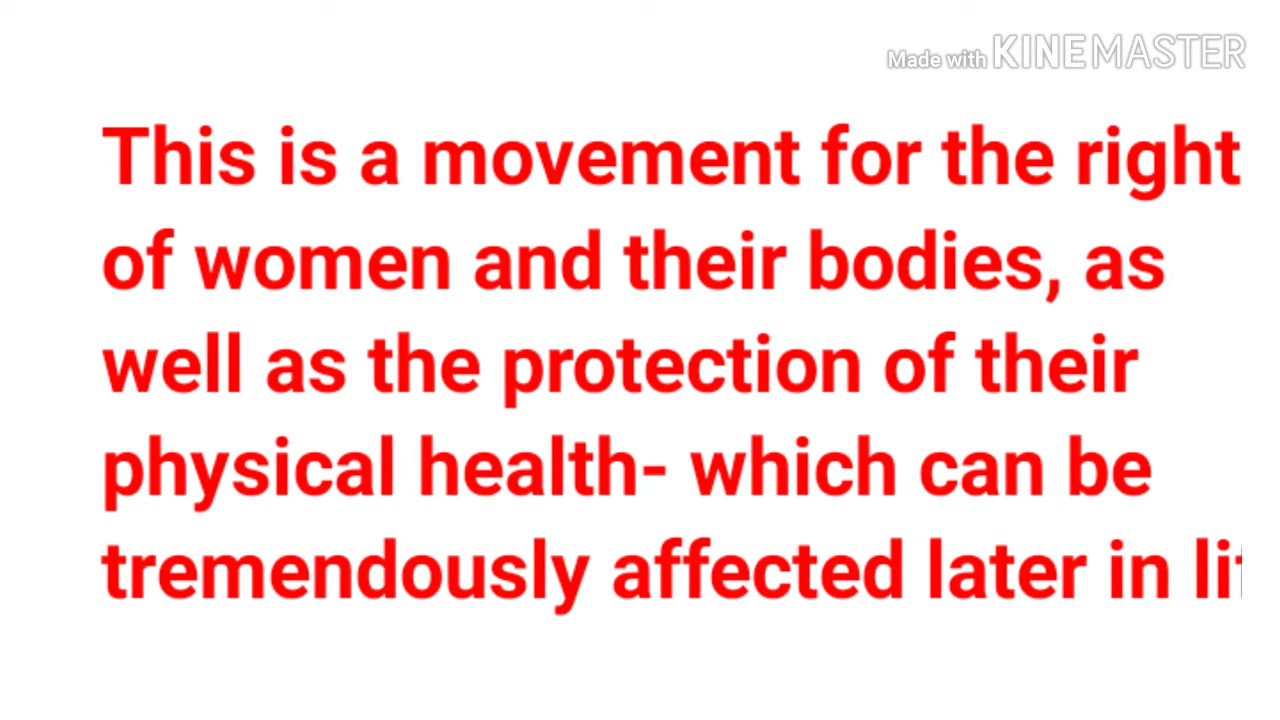 Made with KINEMASTER
This is a movement for the right
of women and their bodies, as
well as the protection of their
physical health- which can be
tremendously affected later in